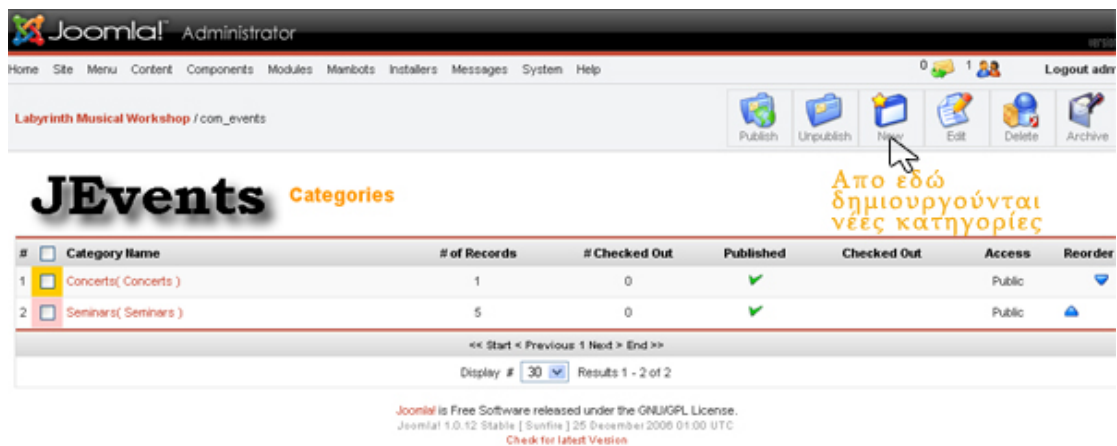 Joomla! Administrator
version
Home Site Menu Content Components Modules Mambots Installers Messages System Help 0 1 Logout adm
Labyrinth Musical Workshop / com_events
Publish Unpublish New Edit Delete Archive
Απο εδώ
δημιουργούνται
νέες κατηγορίες
JEvents Categories
# Category Name # of Records # Checked Out Published Checked Out Access Reorder
1 Concerts( Concerts ) 1 0 Public
2 Seminars( Seminars ) 5 0 Public
<< Start < Previous 1 Next > End >>
Display # 30 Results 1 - 2 of 2
Joomla! is Free Software released under the GNU/GPL License.
Joomla! 1.0.12 Stable [ Sunfire ] 25 December 2006 01:00 UTC
Check for latest Version